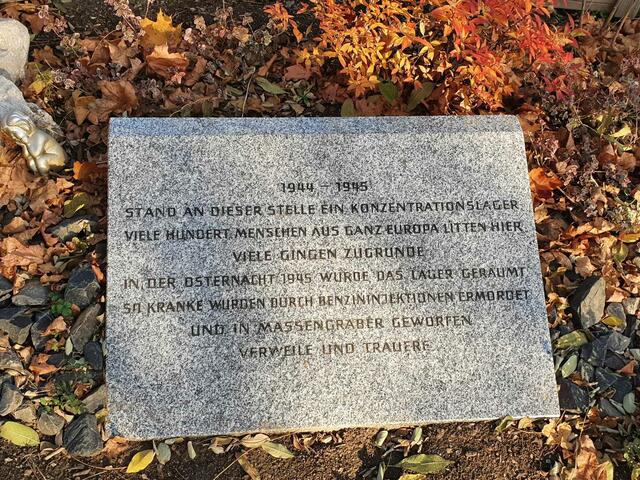 1944 – 1945
STAND AN DIESER STELLE EIN KONZENTRATIONSLAGER
VIELE HUNDERT MENSCHEN AUS GANZ EUROPA LITTEN HIER
VIELE GINGEN ZUGRUNDE
IN DER OSTERNACHT 1945 WURDE DAS LAGER GERÄUMT
50 KRANKE WURDEN DURCH BENZININJEKTIONEN ERMORDET
UND IN MASSENGRÄBER GEWORFEN
VERWEILE UND TRAUERE